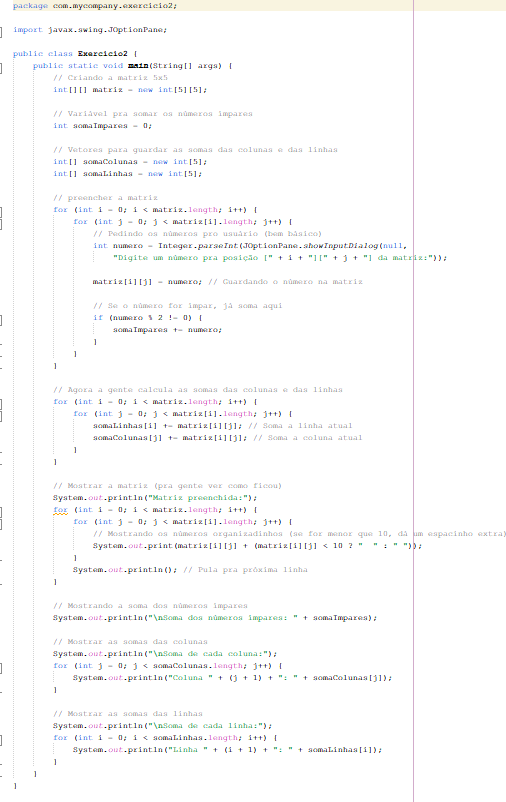 package com.mycompany.exercicio2;
import javax.swing.JOptionPane;
public class Exercicio2 {
public static void main(String[] args) {
// Criando a matriz 5x5
int[][] matriz = new int[5][5];
// Variável pra somar os números ímpares
int somaImpares = 0;
// Vetores para guardar as somas das colunas e das linhas
int[] somaColunas = new int[5];
int[] somaLinhas = new int[5];
// preencher a matriz
for (int i = 0; i < matriz.length; i++) {
for (int j = 0; j < matriz[i].length; j++) {
// Pedindo os números pro usuário (bem básico)
int numero = Integer.parseInt(JOptionPane.showInputDialog(null,
"Digite um número pra posição [" + i + "][" + j + "] da matriz:"));
matriz[i][j] = numero; // Guardando o número na matriz
// Se o número for ímpar, já soma aqui
if (numero % 2 != 0) {
somaImpares += numero;
}
}
}
// Agora a gente calcula as somas das colunas e das linhas
for (int i = 0; i < matriz.length; i++) {
for (int j = 0; j < matriz[i].length; j++) {
somaLinhas[i] += matriz[i][j]; // Soma a linha atual
somaColunas[j] += matriz[i][j]; // Soma a coluna atual
}
}
// Mostrar a matriz (pra gente ver como ficou)
System.out.println("Matriz preenchida:");
for (int i = 0; i < matriz.length; i++) {
for (int j = 0; j < matriz[i].length; j++) {
// Mostrando os números organizadinhos (se for menor que 10, dá um espacinho extra)
System.out.print(matriz[i][j] + (matriz[i][j] < 10 ? "  " : " "));
}
System.out.println(); // Pula pra próxima linha
}
// Mostrando a soma dos números ímpares
System.out.println("\nSoma dos números ímpares: " + somaImpares);
// Mostrar as somas das colunas
System.out.println("\nSoma de cada coluna:");
for (int j = 0; j < somaColunas.length; j++) {
System.out.println("Coluna " + (j + 1) + ": " + somaColunas[j]);
}
// Mostrar as somas das linhas
System.out.println("\nSoma de cada linha:");
for (int i = 0; i < somaLinhas.length; i++) {
System.out.println("Linha " + (i + 1) + ": " + somaLinhas[i]);
}
}
}